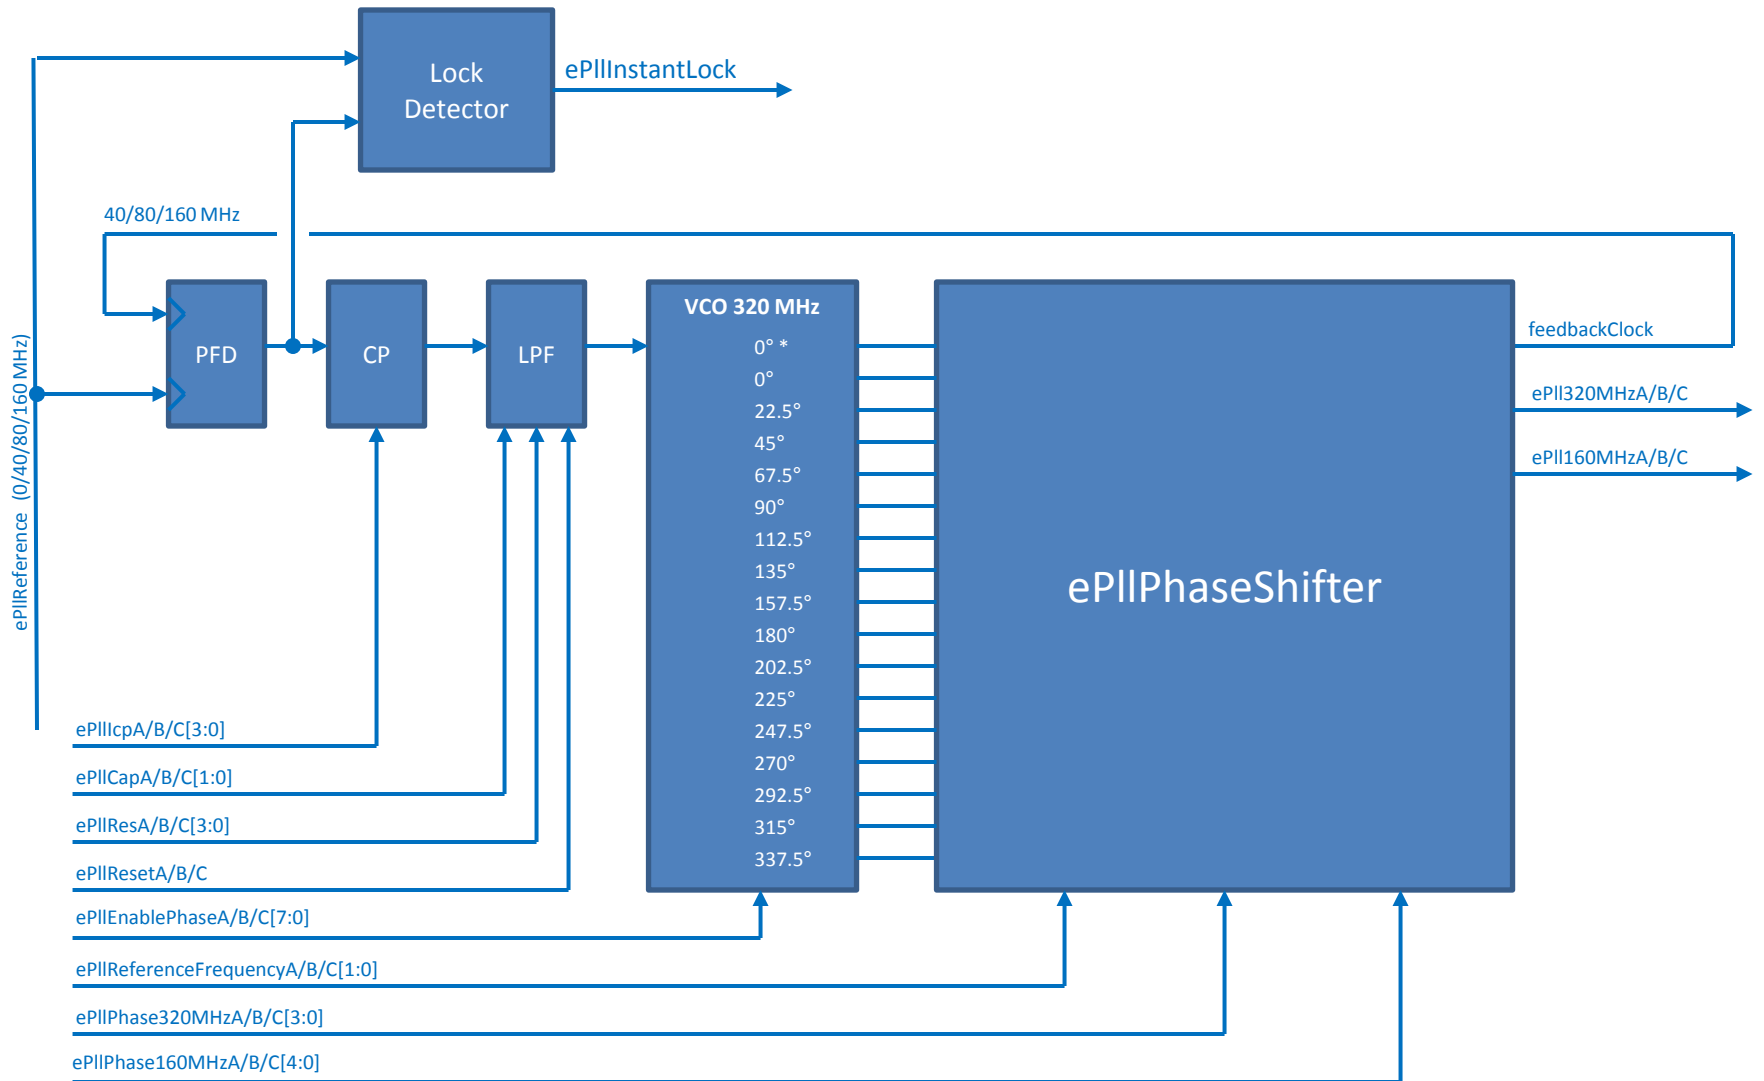 Lock
Detector
ePllInstantLock
40/80/160 MHz
ePllReference (0/40/80/160 MHz)
PFD
CP
LPF
VCO 320 MHz
0° *
0°
22.5°
45°
67.5°
90°
112.5°
135°
157.5°
180°
202.5°
225°
247.5°
270°
292.5°
315°
337.5°
ePllPhaseShifter
feedbackClock
ePll320MHzA/B/C
ePll160MHzA/B/C
ePllIcpA/B/C[3:0]
ePllCapA/B/C[1:0]
ePllResA/B/C[3:0]
ePllResetA/B/C
ePllEnablePhaseA/B/C[7:0]
ePllReferenceFrequencyA/B/C[1:0]
ePllPhase320MHzA/B/C[3:0]
ePllPhase160MHzA/B/C[4:0]